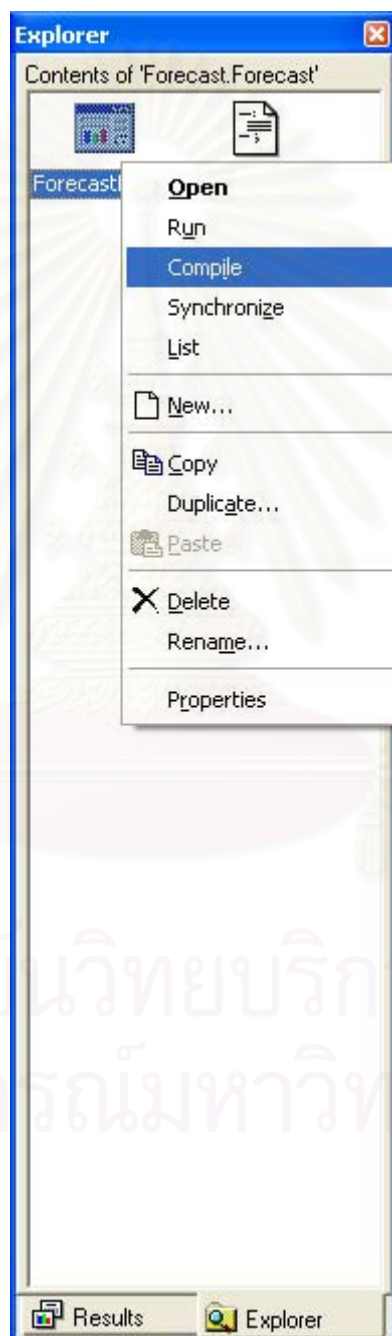 Explorer
Contents of 'Forecast.Forecast'
Open
Run
Compile
Synchronize
List
New...
Copy
Duplicate...
Paste
Delete
Rename...
Properties
Results
Explorer